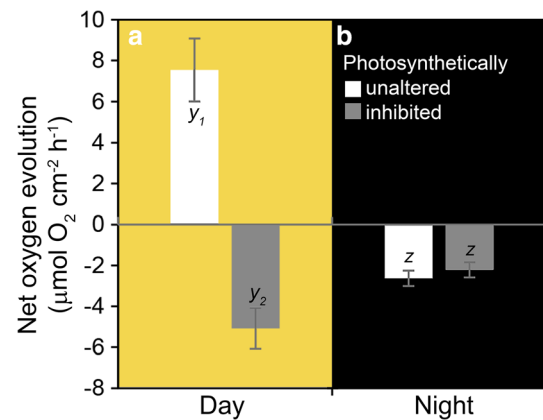 Net oxygen evolution
(μmol O₂ cm⁻² h⁻¹)
10
8
6
4
2
0
-2
-4
-6
-8
a
y₁
y₂
b
Photosynthetically
unaltered
inhibited
z
z
Day
Night